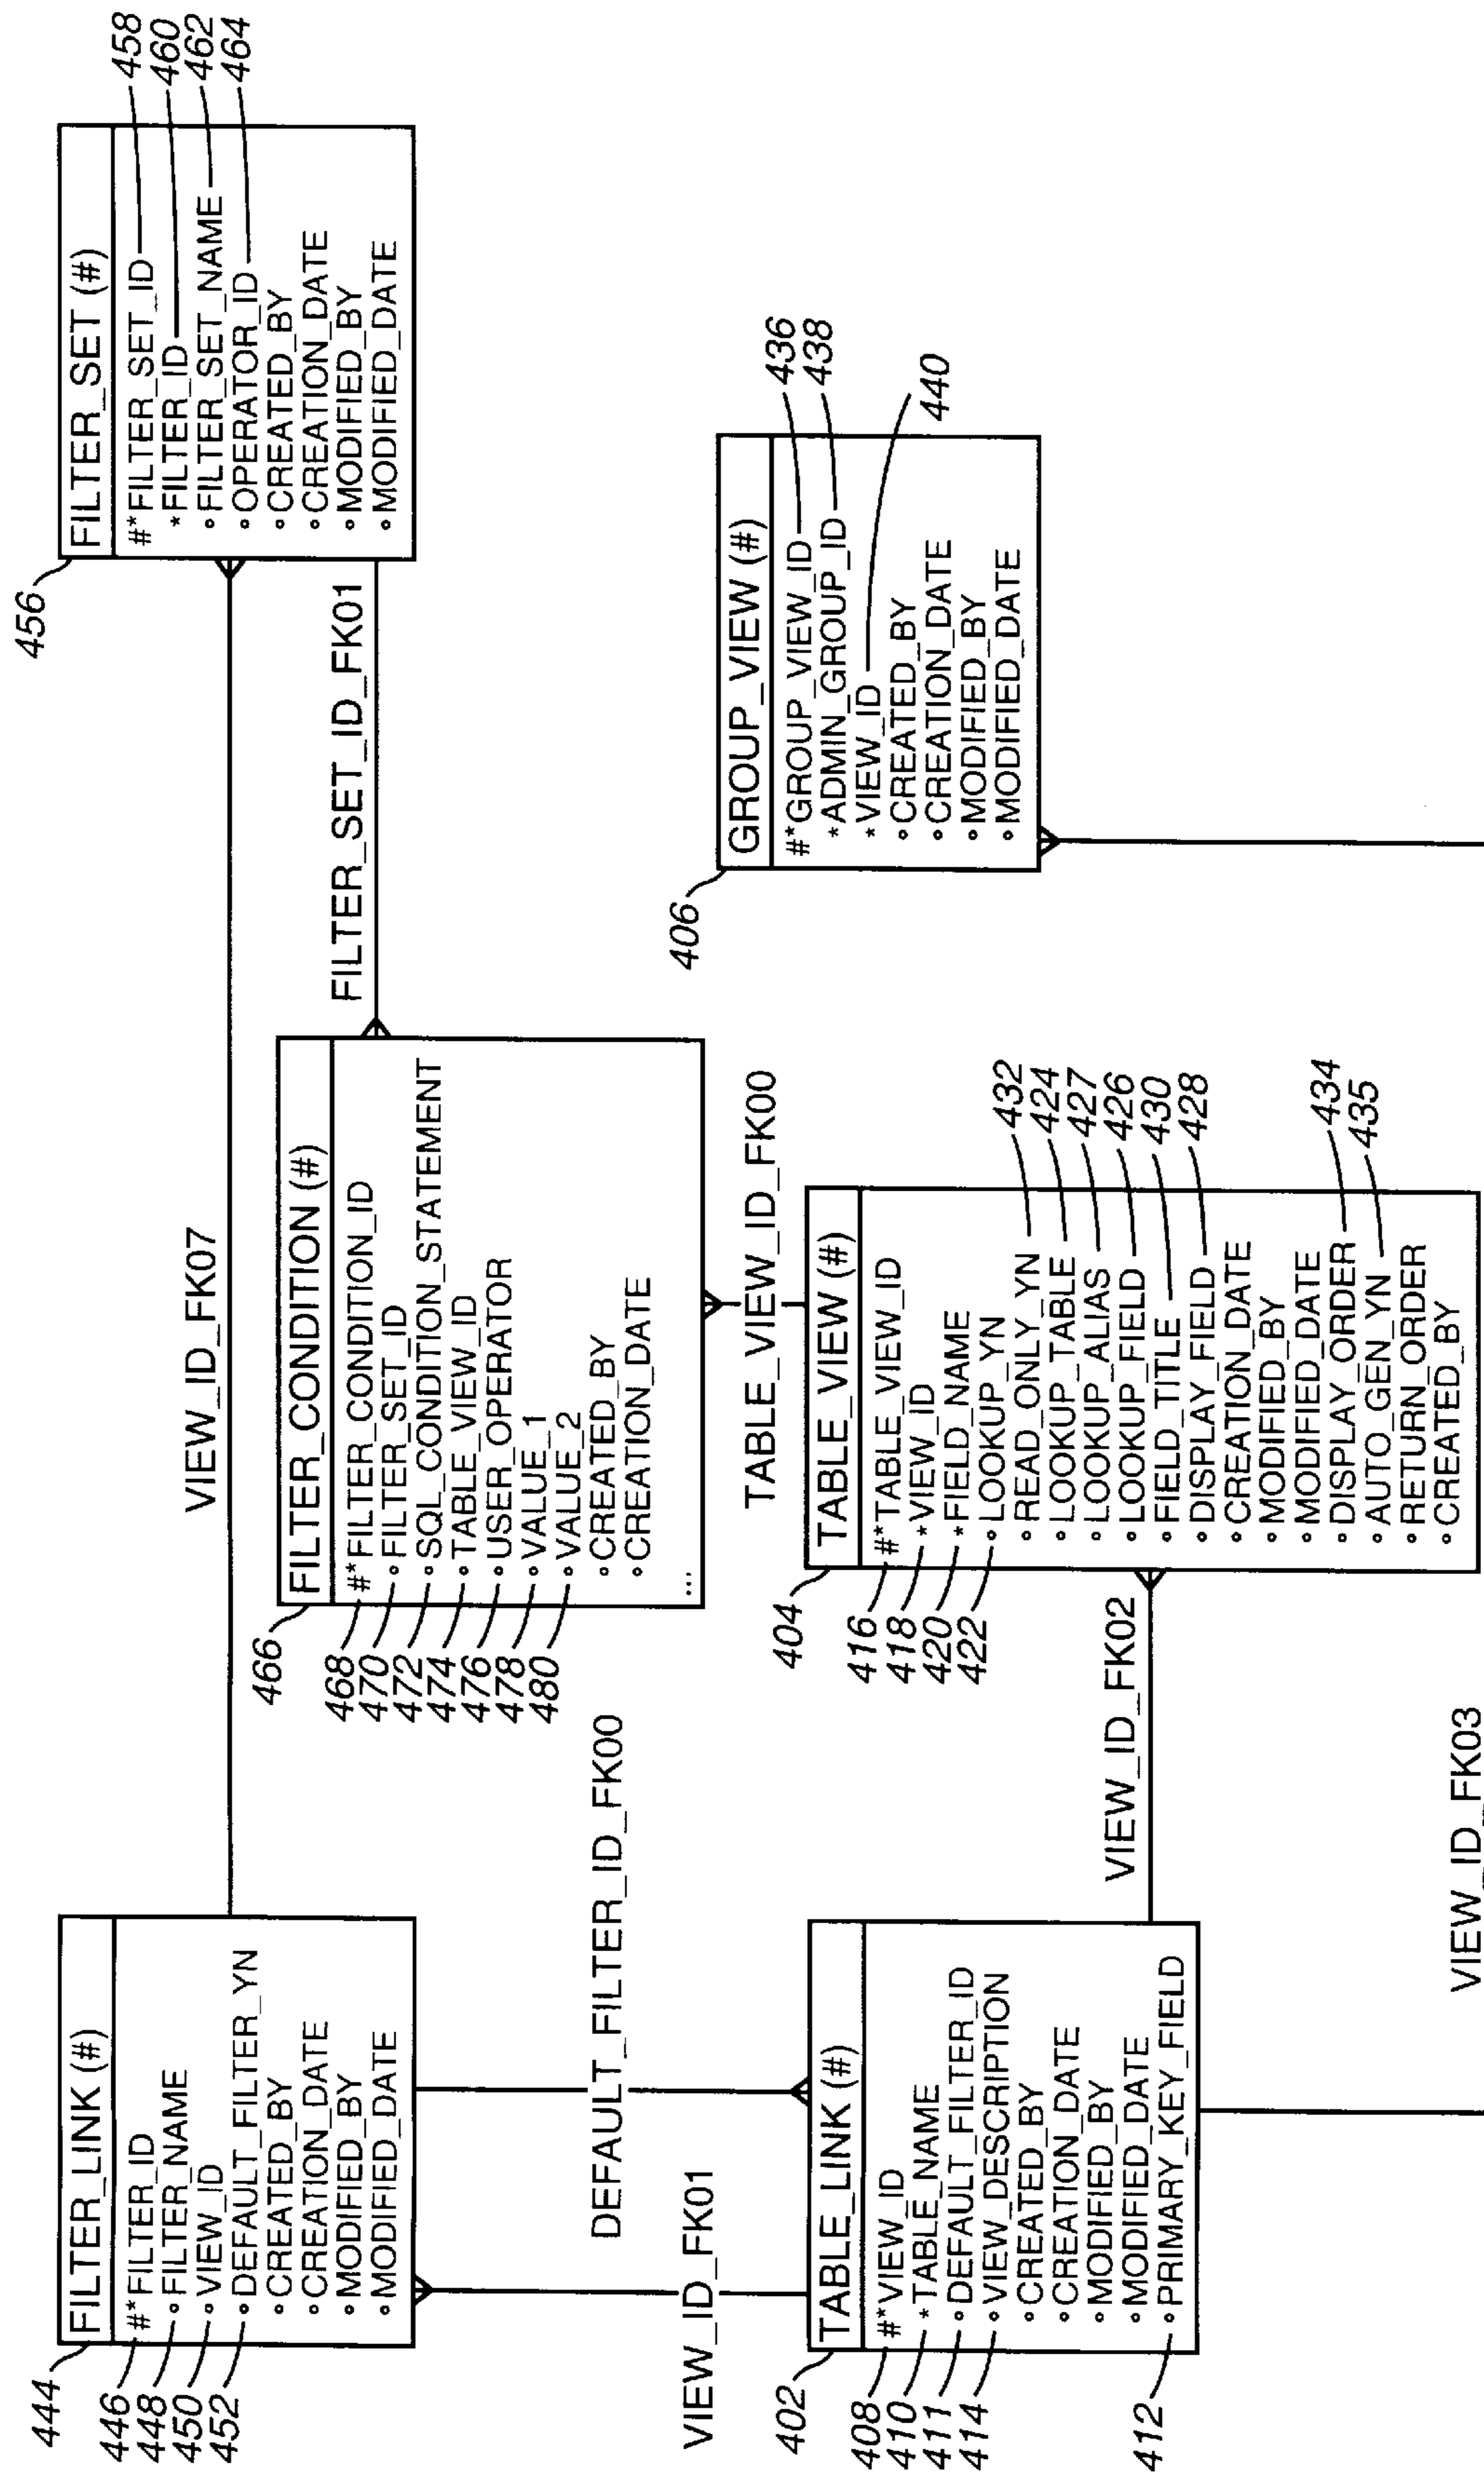 444
FILTER_LINK (#)
446 #*FILTER_ID
448 ∘FILTER_NAME
450 ∘VIEW_ID
452 ∘DEFAULT_FILTER_YN
∘CREATED_BY
∘CREATION_DATE
∘MODIFIED_BY
∘MODIFIED_DATE
VIEW_ID_FK07
456
FILTER_SET (#)
#*FILTER_SET_ID 458
*FILTER_ID 460
∘FILTER_SET_NAME 462
∘OPERATOR_ID 464
∘CREATED_BY
∘CREATION_DATE
∘MODIFIED_BY
∘MODIFIED_DATE
FILTER_SET_ID_FK01
466
FILTER_CONDITION (#)
468 #*FILTER_CONDITION_ID
470 ∘FILTER_SET_ID
472 ∘SQL_CONDITION_STATEMENT
474 ∘TABLE_VIEW_ID
476 ∘USER_OPERATOR
478 ∘VALUE_1
480 ∘VALUE_2
∘CREATED_BY
∘CREATION_DATE
...
VIEW_ID_FK01
DEFAULT_FILTER_ID_FK00
TABLE_VIEW_ID_FK00
402
TABLE_LINK (#)
408 #*VIEW_ID
410 *TABLE_NAME
411 ∘DEFAULT_FILTER_ID
414 ∘VIEW_DESCRIPTION
∘CREATED_BY
∘CREATION_DATE
∘MODIFIED_BY
∘MODIFIED_DATE
412 ∘PRIMARY_KEY_FIELD
VIEW_ID_FK02
404
TABLE_VIEW (#)
416 #*TABLE_VIEW_ID
418 *VIEW_ID
420 *FIELD_NAME
422 ∘LOOKUP_YN
∘READ_ONLY_YN 432
∘LOOKUP_TABLE 424
∘LOOKUP_ALIAS 427
∘LOOKUP_FIELD 426
∘FIELD_TITLE 430
∘DISPLAY_FIELD 428
∘CREATION_DATE
∘MODIFIED_BY
∘MODIFIED_DATE
∘DISPLAY_ORDER 434
∘AUTO_GEN_YN 435
∘RETURN_ORDER
∘CREATED_BY
406
GROUP_VIEW (#)
#*GROUP_VIEW_ID 436
*ADMIN_GROUP_ID 438
*VIEW_ID 440
∘CREATED_BY
∘CREATION_DATE
∘MODIFIED_BY
∘MODIFIED_DATE
VIEW_ID_FK03